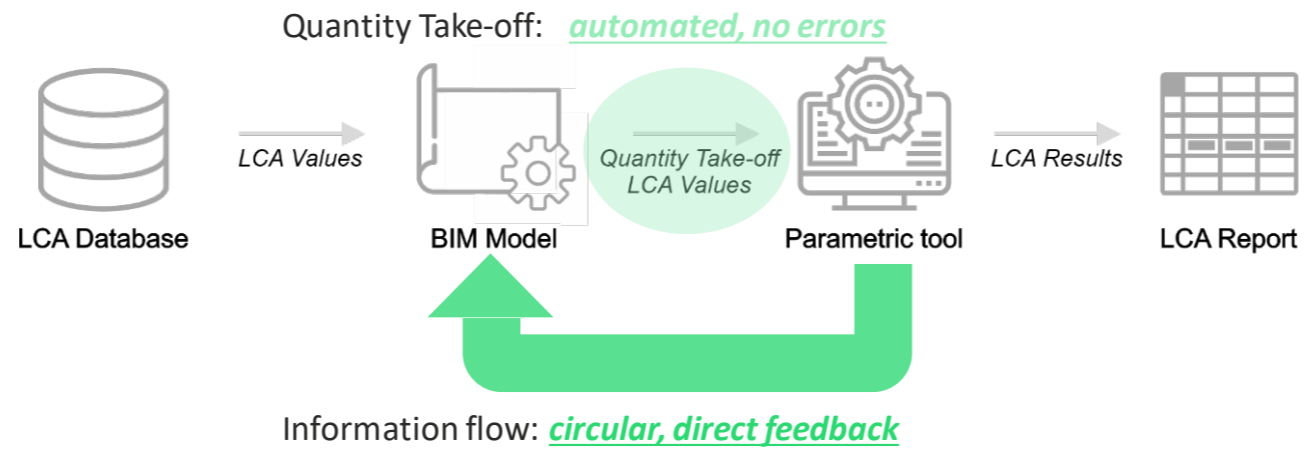 Quantity Take-off: automated, no errors
LCA Values
Quantity Take-off
LCA Values
LCA Results
LCA Database
BIM Model
Parametric tool
LCA Report
Information flow: circular, direct feedback